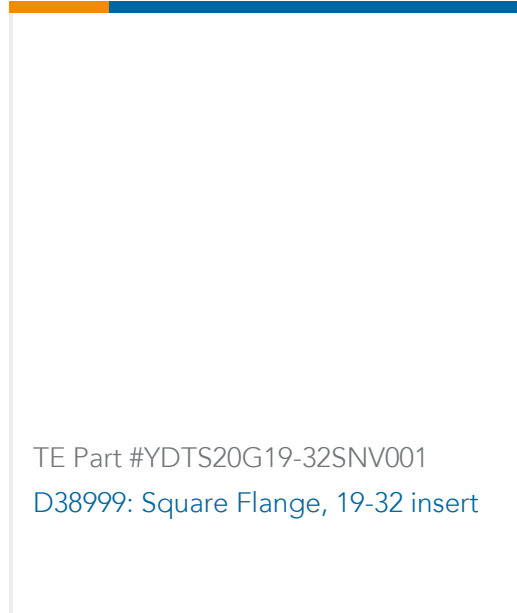 TE Part #YDTS20G19-32SNV001
D38999: Square Flange, 19-32 insert